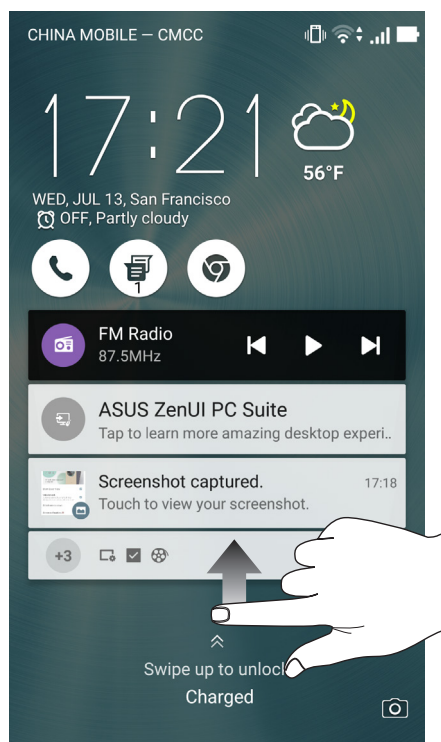 CHINA MOBILE – CMCC
17:21
56°F
WED, JUL 13, San Francisco
OFF, Partly cloudy
1
FM Radio
87.5MHz
ASUS ZenUI PC Suite
Tap to learn more amazing desktop experi..
Screenshot captured. 17:18
Touch to view your screenshot.
+3
Swipe up to unloc
Charged